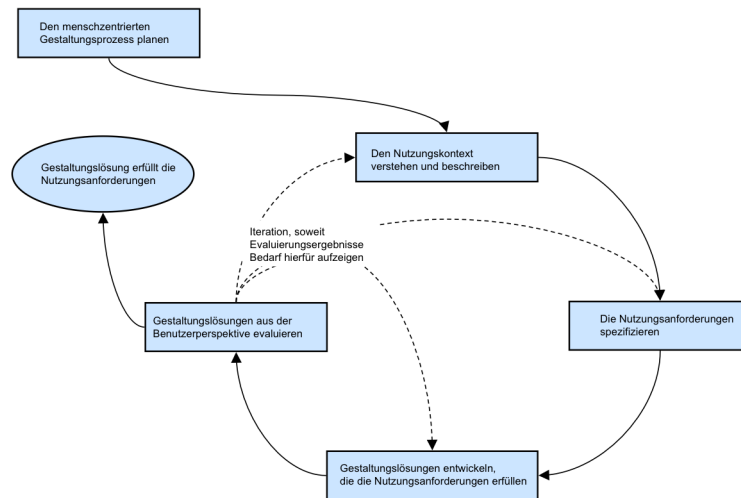 Den menschzentrierten
Gestaltungsprozess planen
Den Nutzungskontext
verstehen und beschreiben
Gestaltungslösung erfüllt die
Nutzungsanforderungen
Iteration, soweit
Evaluierungsergebnisse
Bedarf hierfür aufzeigen
Gestaltungslösungen aus der
Benutzerperspektive evaluieren
Die Nutzungsanforderungen
spezifizieren
Gestaltungslösungen entwickeln,
die die Nutzungsanforderungen erfüllen